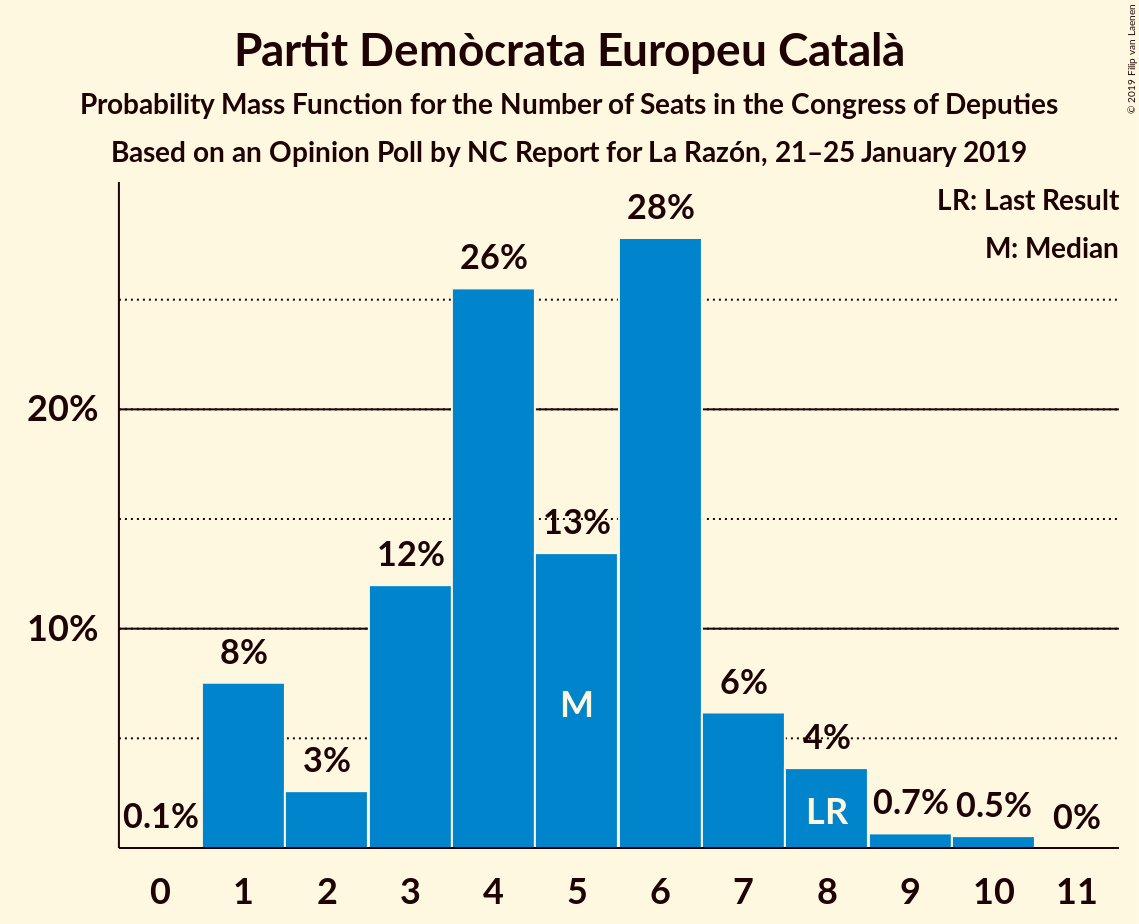 Partit Demòcrata Europeu Català
Probability Mass Function for the Number of Seats in the Congress of Deputies
Based on an Opinion Poll by NC Report for La Razón, 21–25 January 2019
© 2019 Filip van Laenen
LR: Last Result
M: Median
28%
26%
20%
13%
12%
10%
8%
6%
M
3%
4%
0.1%
LR
0.7%
0.5%
0%
0 1 2 3 4 5 6 7 8 9 10 11